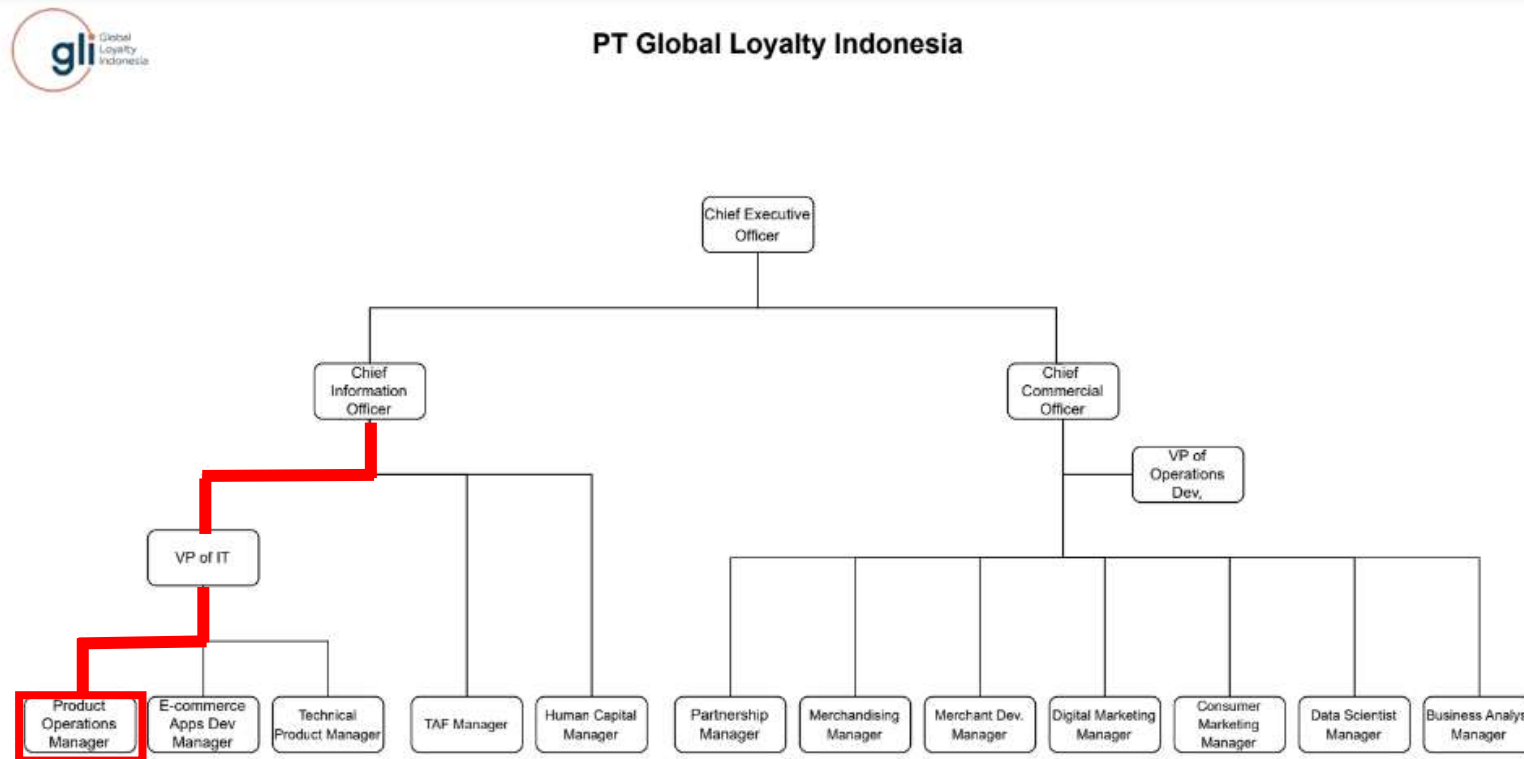 gli
Global
Loyalty
Indonesia
PT Global Loyalty Indonesia
Chief Executive
Officer
Chief
Information
Officer
Chief
Commercial
Officer
VP of
Operations
Dev,
VP of IT
Product
Operations
Manager
E-commerce
Apps Dev
Manager
Technical
Product Manager
TAF Manager
Human Capital
Manager
Partnership
Manager
Merchandising
Manager
Merchant Dev.
Manager
Digital Marketing
Manager
Consumer
Marketing
Manager
Data Scientist
Manager
Business Analys
Manager